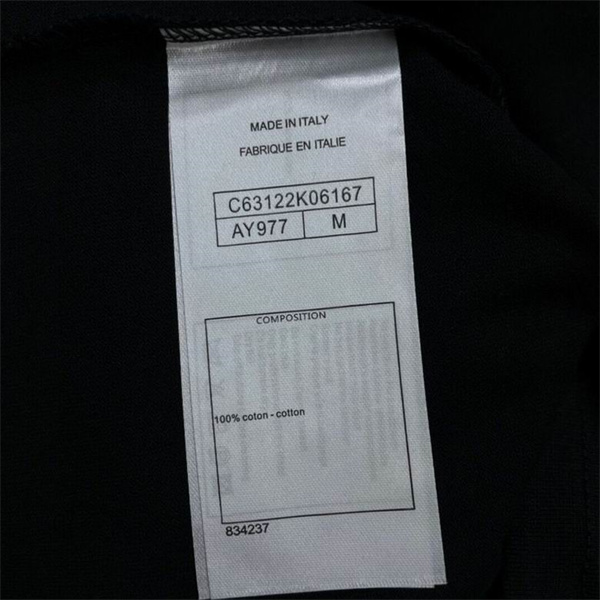 MADE IN ITALY
FABRIQUE EN ITALIE
C63122K06167
AY977 M
COMPOSITION
100% coton - cotton
834237